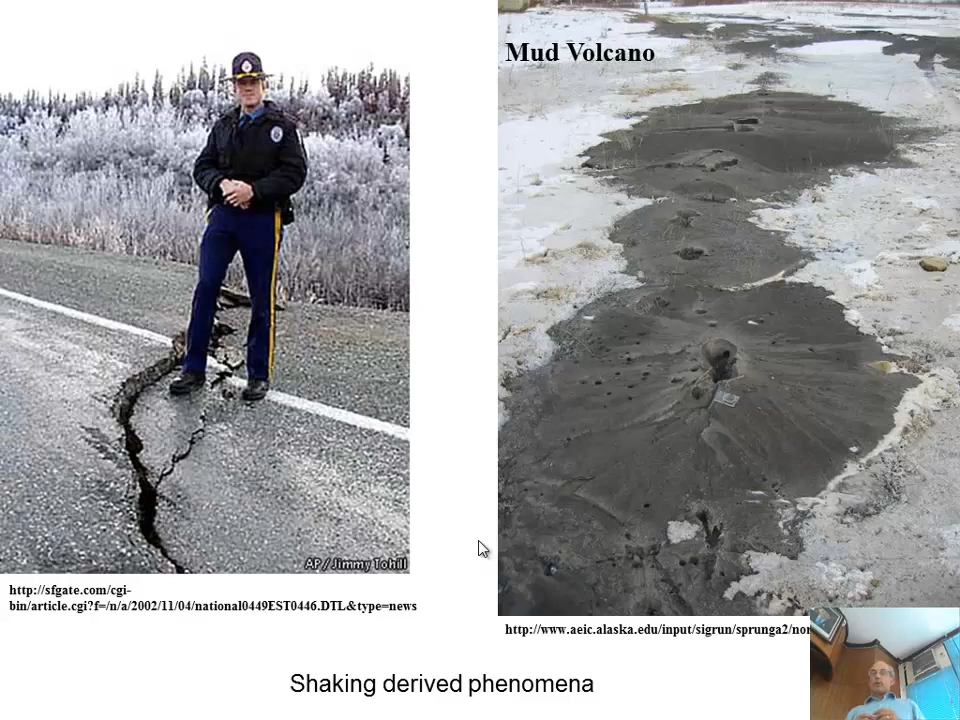 Mud Volcano
AP/Jimmy Tohill
http://sfgate.com/cgi-
bin/article.cgi?f=/n/a/2002/11/04/national0449EST0446.DTL&type=news
http://www.aeic.alaska.edu/input/sigrun/sprunga2/nor
Shaking derived phenomena